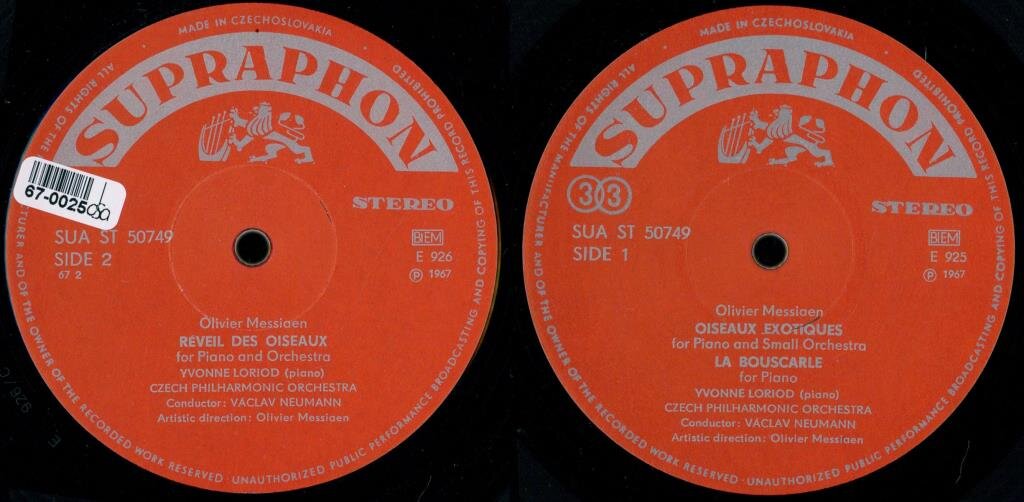 MADE IN CZECHOSLOVAKIA
SUPRAPHON
67-0025
STEREO
SUA ST 50749
SIDE 2
67 2
BIEM
E 926
Ⓟ 1967
Olivier Messiaen
RÉVEIL DES OISEAUX
for Piano and Orchestra
YVONNE LORIOD (piano)
CZECH PHILHARMONIC ORCHESTRA
Conductor: VÁCLAV NEUMANN
Artistic direction: Olivier Messiaen
ALL RIGHTS OF THE MANUFACTURER AND OF THE OWNER OF THE RECORDED WORK RESERVED · UNAUTHORIZED PUBLIC PERFORMANCE BROADCASTING AND COPYING OF THIS RECORD PROHIBITED
MADE IN CZECHOSLOVAKIA
SUPRAPHON
33
STEREO
SUA ST 50749
SIDE 1
BIEM
E 925
Ⓟ 1967
Olivier Messiaen
OISEAUX EXOTIQUES
for Piano and Small Orchestra
LA BOUSCARLE
for Piano
YVONNE LORIOD (piano)
CZECH PHILHARMONIC ORCHESTRA
Conductor: VÁCLAV NEUMANN
Artistic direction: Olivier Messiaen
ALL RIGHTS OF THE MANUFACTURER AND OF THE OWNER OF THE RECORDED WORK RESERVED · UNAUTHORIZED PUBLIC PERFORMANCE BROADCASTING AND COPYING OF THIS RECORD PROHIBITED